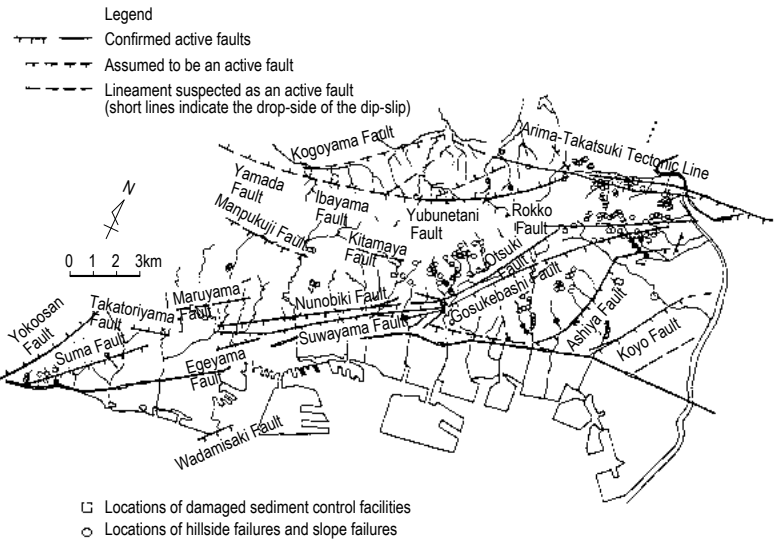 Legend
Confirmed active faults
Assumed to be an active fault
Lineament suspected as an active fault
(short lines indicate the drop-side of the dip-slip)
Kogoyama Fault
Arima-Takatsuki Tectonic Line
N
Yamada
Fault
Ibayama
Fault
Manpukuji Fault
Yubunetani
Fault
Rokko
Fault
Kitamaya
Fault
Otsuki
Fault
0 1 2 3km
Gosukebashi Fault
Maruyama
Fault
Nunobiki Fault
Takatoriyama
Fault
Yokoosan
Fault
Suma Fault
Suwayama Fault
Ashiya Fault
Koyo Fault
Egeyama
Fault
Wadamisaki Fault
Locations of damaged sediment control facilities
Locations of hillside failures and slope failures